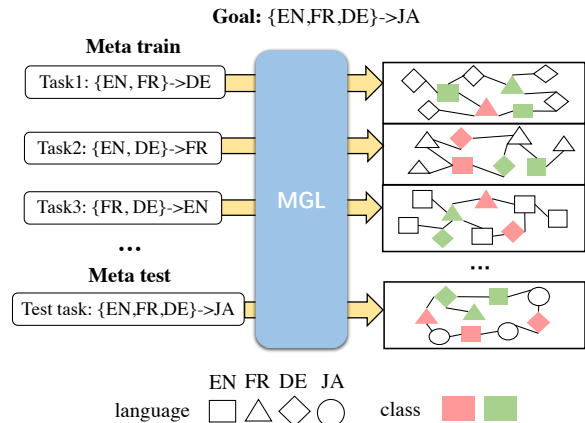 Goal: {EN,FR,DE}->JA
Meta train
Task1: {EN, FR}->DE
Task2: {EN, DE}->FR
Task3: {FR, DE}->EN
...
MGL
...
Meta test
Test task: {EN,FR,DE}->JA
EN FR DE JA
language
class